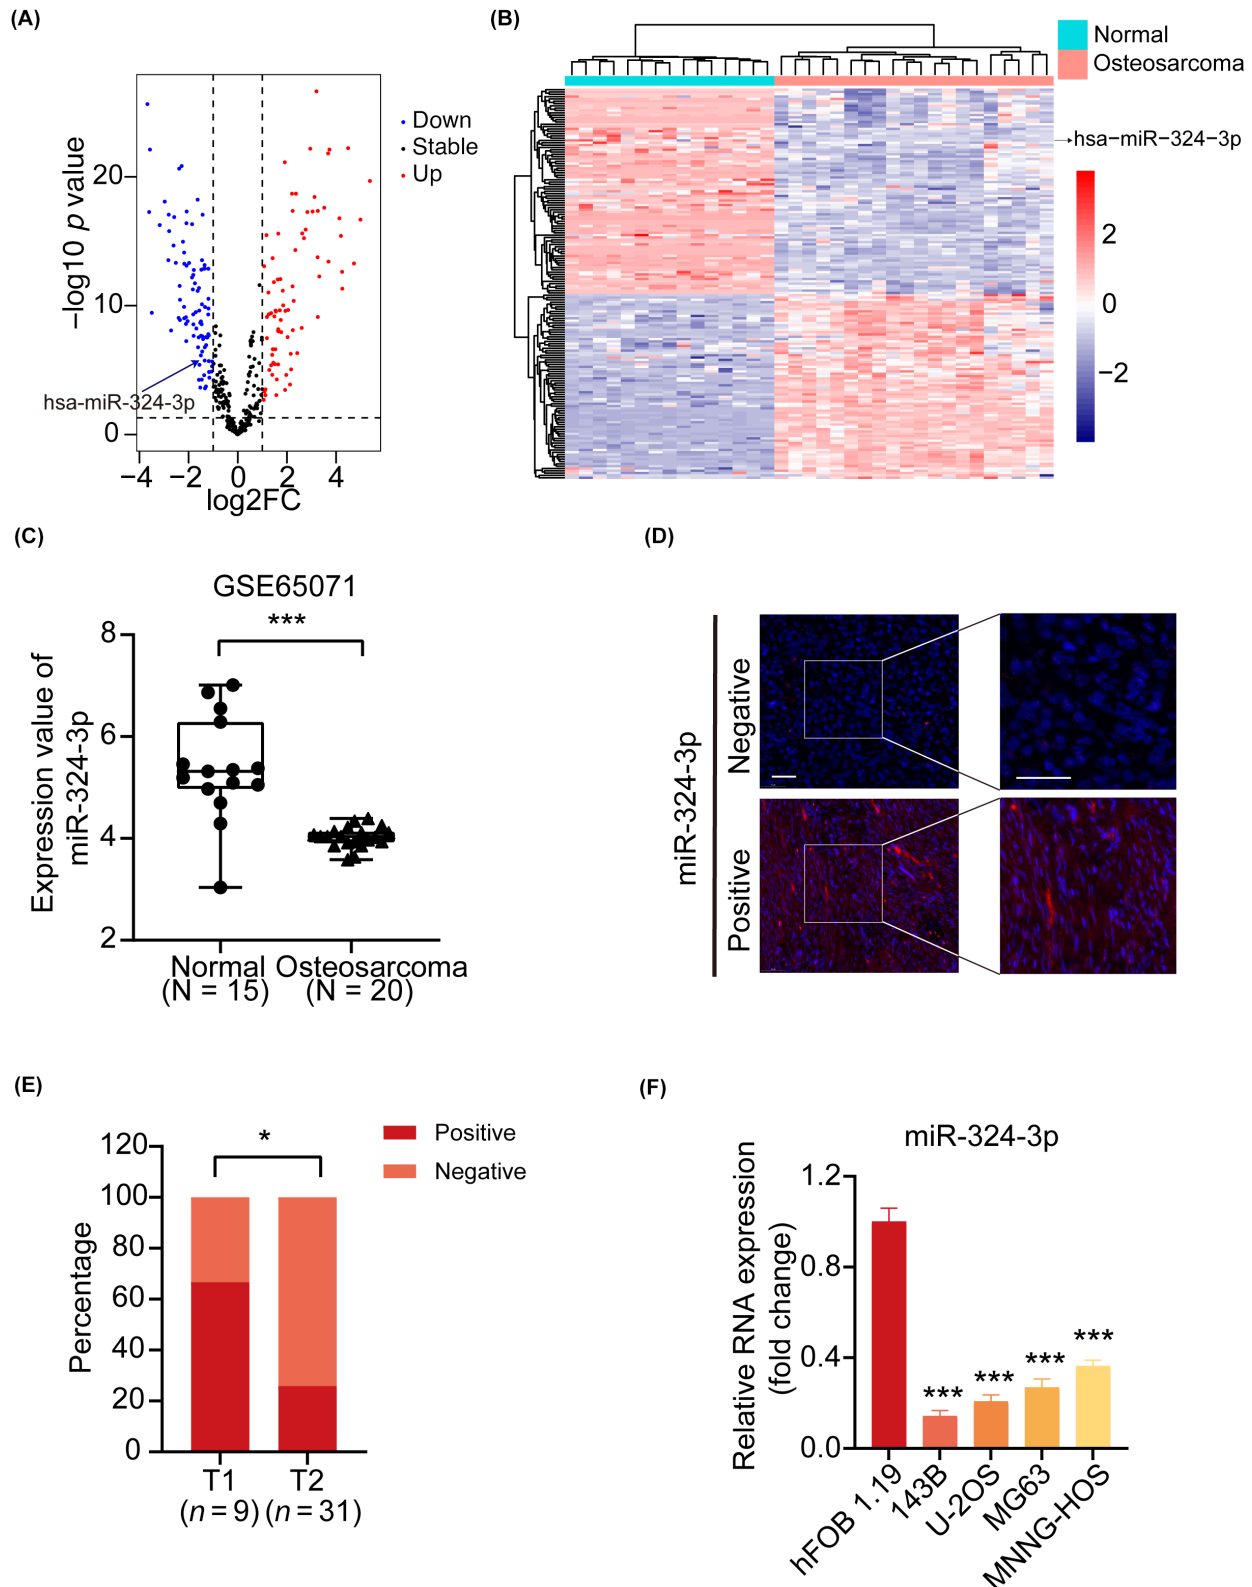 (A)
−log10 p value
20
10
0
−4 −2 0 2 4
log2FC
hsa-miR-324-3p
Down
Stable
Up
(B)
Normal
Osteosarcoma
hsa−miR−324−3p
2
0
−2
(C)
GSE65071
***
Expression value of
miR-324-3p
8
6
4
2
Normal Osteosarcoma
(N = 15) (N = 20)
(D)
miR-324-3p
Negative
Positive
(E)
Positive
Negative
*
Percentage
120
100
80
60
40
20
0
T1 T2
(n = 9) (n = 31)
(F)
miR-324-3p
Relative RNA expression
(fold change)
1.2
0.8
0.4
0.0
*** *** *** ***
hFOB 1.19
143B
U-2OS
MG63
MNNG-HOS